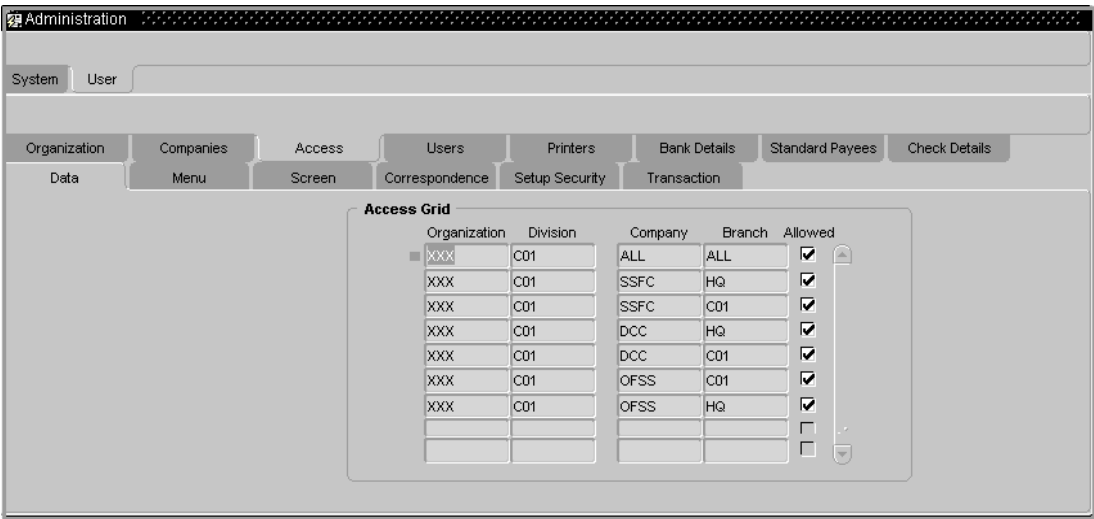 Administration
System User
Organization Companies Access Users Printers Bank Details Standard Payees Check Details
Data Menu Screen Correspondence Setup Security Transaction
Access Grid
Organization Division Company Branch Allowed
XXX C01 ALL ALL
XXX C01 SSFC HQ
XXX C01 SSFC C01
XXX C01 DCC HQ
XXX C01 DCC C01
XXX C01 OFSS C01
XXX C01 OFSS HQ